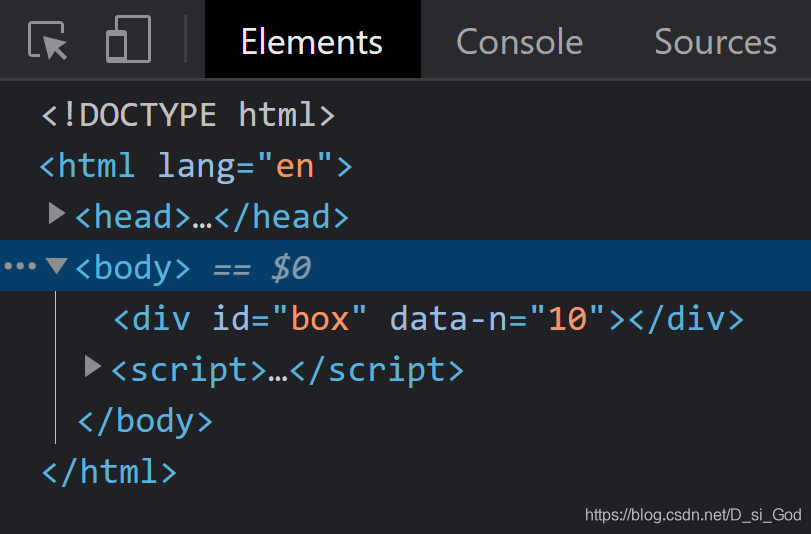 Elements Console Sources
<!DOCTYPE html>
<html lang="en">
<head>…</head>
<body> == $0
<div id="box" data-n="10"></div>
<script>…</script>
</body>
</html>
https://blog.csdn.net/D_si_God